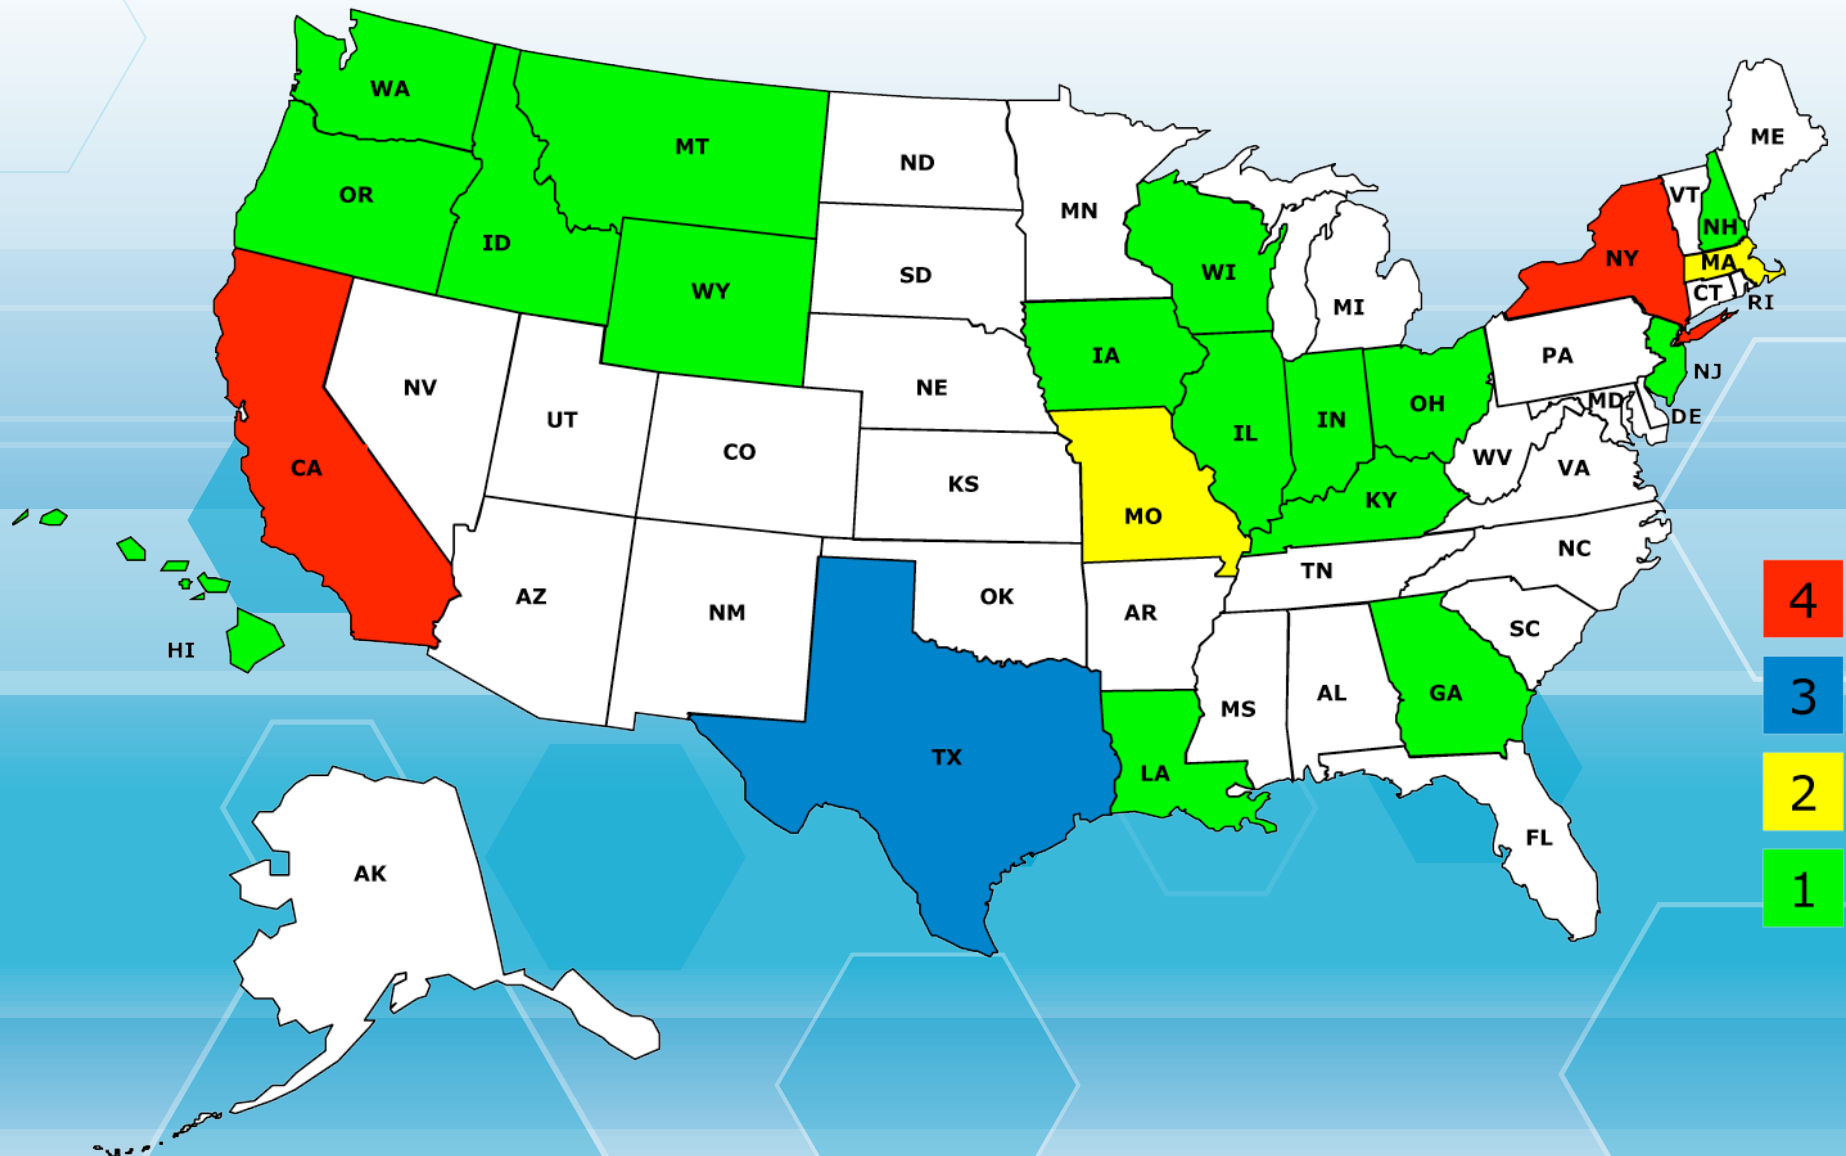 WA
MT
ND
ME
OR
MN
VT
NH
ID
WI
NY
MA
SD
WY
CT
RI
MI
IA
PA
NJ
NV
NE
UT
OH
MD
DE
IN
IL
CO
CA
WV
VA
KS
KY
MO
NC
TN
AZ
NM
OK
AR
SC
4
HI
MS
AL
GA
3
TX
LA
2
FL
AK
1